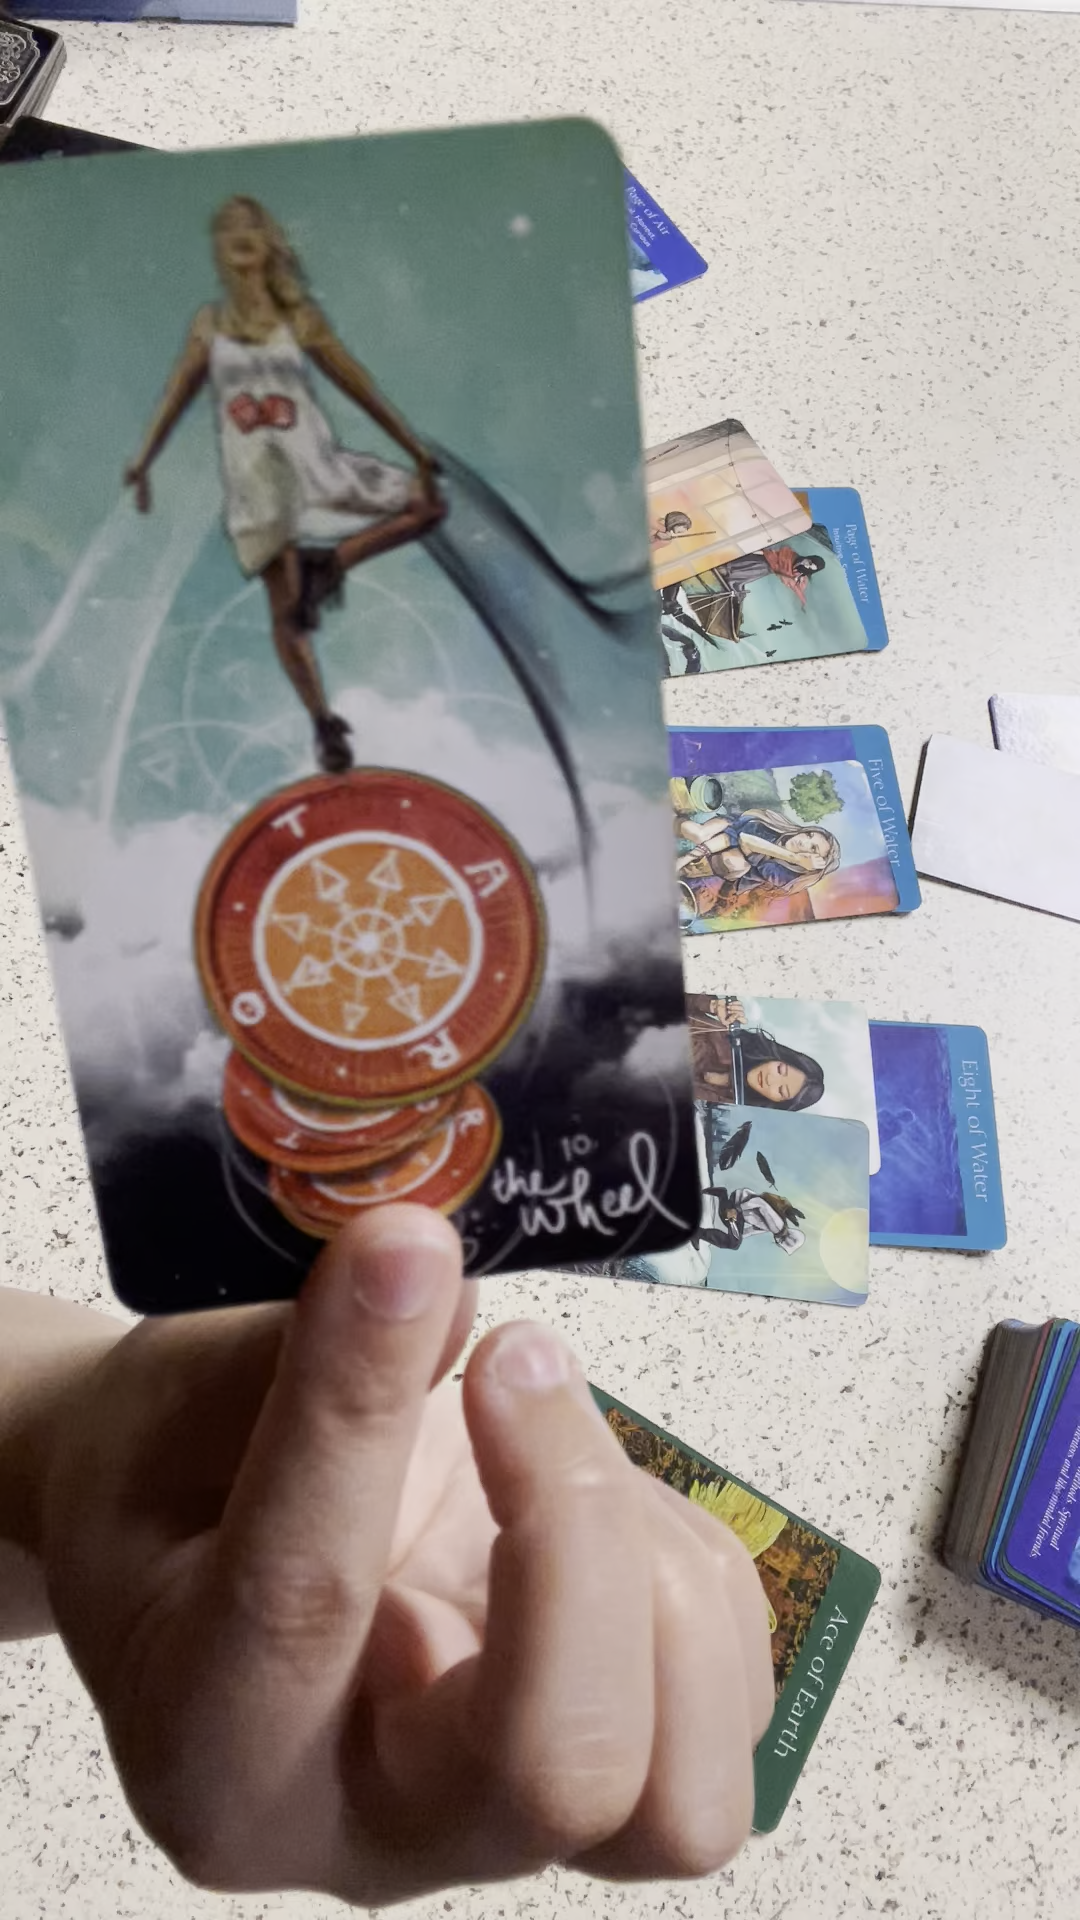 Page of Air
Page of Water
Five of Water
T
A
R
O
10.
the
wheel
T
R
Eight of Water
Ace of Earth